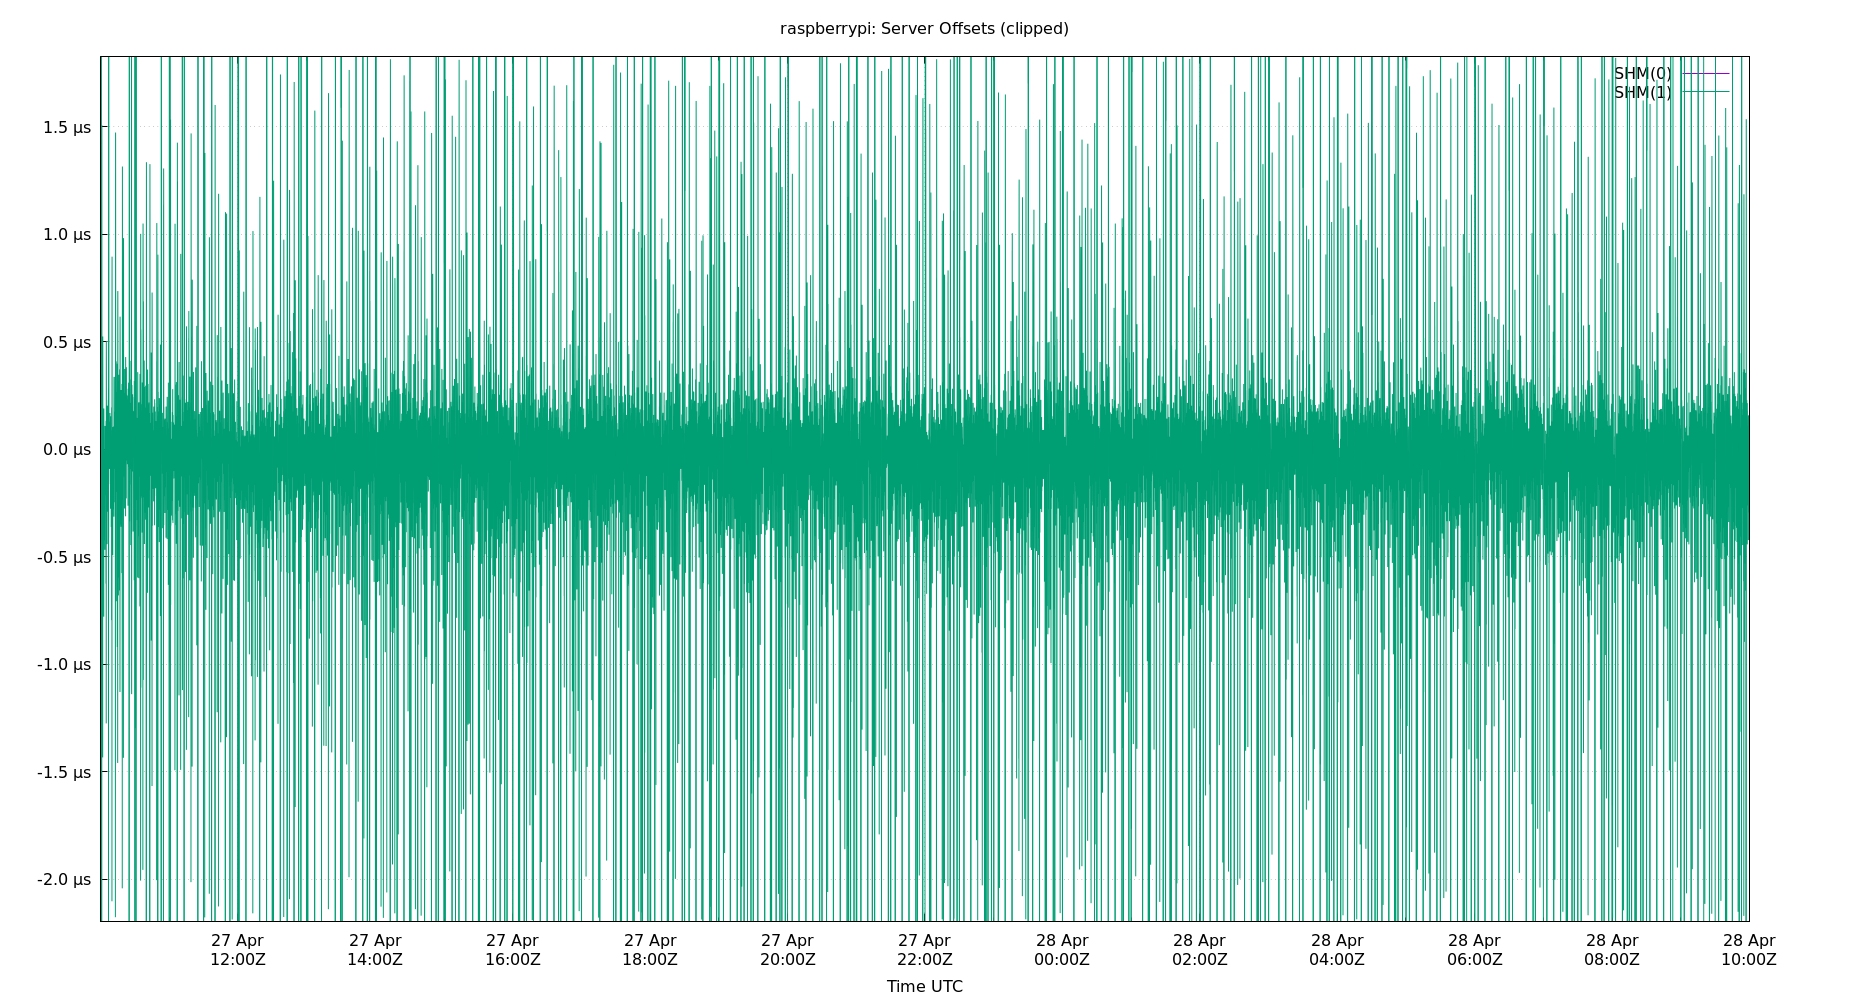 raspberrypi: Server Offsets (clipped)
SHM(0)
SHM(1)
1.5 µs
1.0 µs
0.5 µs
0.0 µs
-0.5 µs
-1.0 µs
-1.5 µs
-2.0 µs
27 Apr 27 Apr 27 Apr 27 Apr 27 Apr 27 Apr 28 Apr 28 Apr 28 Apr 28 Apr 28 Apr 28 Apr
12:00Z 14:00Z 16:00Z 18:00Z 20:00Z 22:00Z 00:00Z 02:00Z 04:00Z 06:00Z 08:00Z 10:00Z
Time UTC